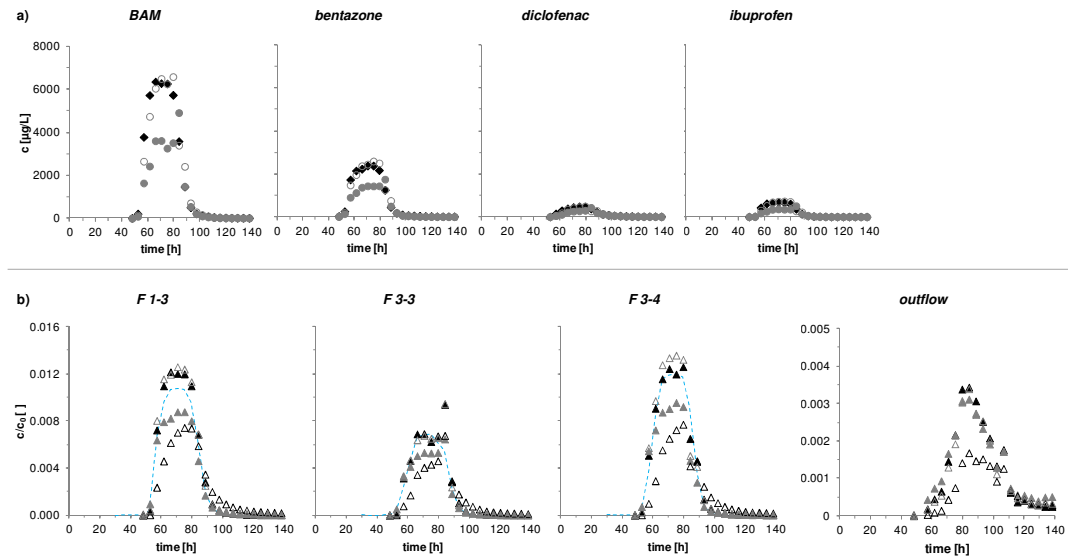 a) BAM bentazone diclofenac ibuprofen
8000
6000
4000
2000
0
c [µg/L]
0 20 40 60 80 100 120 140 0 20 40 60 80 100 120 140 0 20 40 60 80 100 120 140 0 20 40 60 80 100 120 140
time [h] time [h] time [h] time [h]
b) F 1-3 F 3-3 F 3-4 outflow
0.016 0.005
0.012 0.004
0.008 0.003
0.004 0.002
0.000 0.001
0
c/c0 [ ]
0 20 40 60 80 100 120 140 0 20 40 60 80 100 120 140 0 20 40 60 80 100 120 140 0 20 40 60 80 100 120 140
time [h] time [h] time [h] time [h]